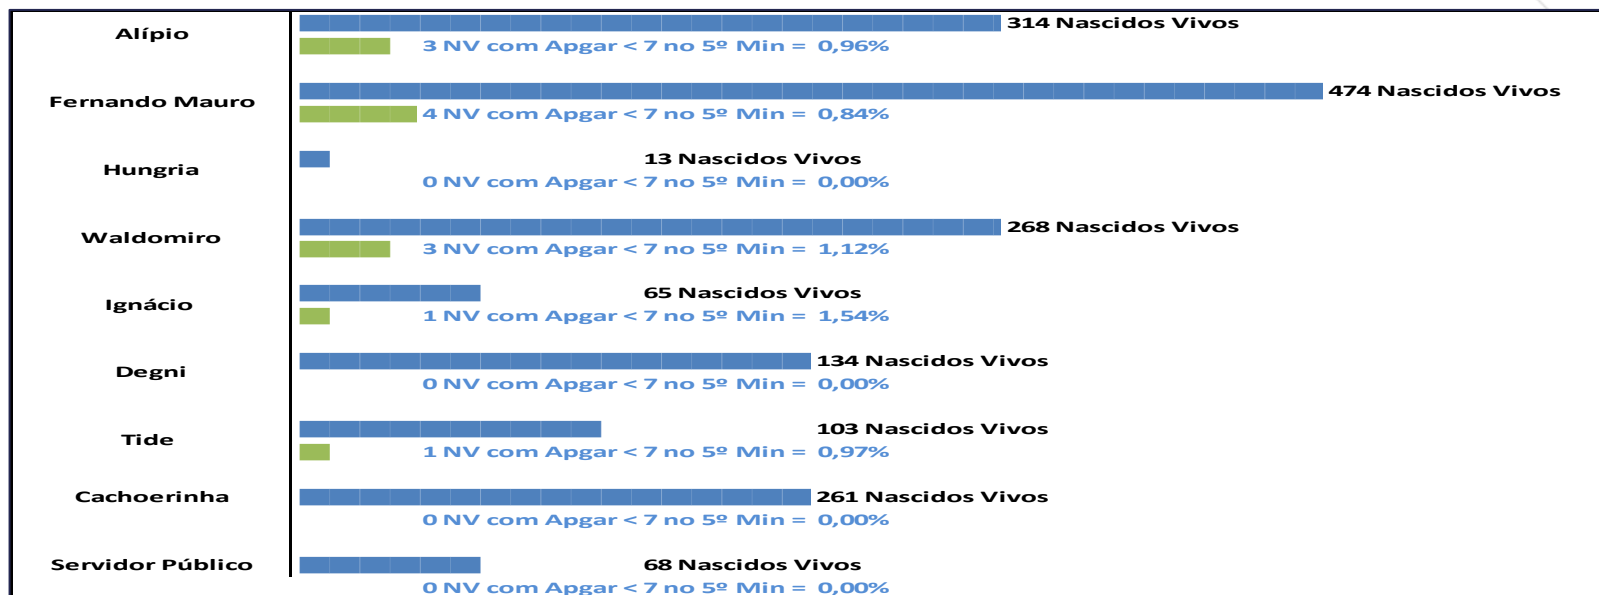 Alípio
314 Nascidos Vivos
3 NV com Apgar < 7 no 5º Min = 0,96%
Fernando Mauro
474 Nascidos Vivos
4 NV com Apgar < 7 no 5º Min = 0,84%
Hungria
13 Nascidos Vivos
0 NV com Apgar < 7 no 5º Min = 0,00%
Waldomiro
268 Nascidos Vivos
3 NV com Apgar < 7 no 5º Min = 1,12%
Ignácio
65 Nascidos Vivos
1 NV com Apgar < 7 no 5º Min = 1,54%
Degni
134 Nascidos Vivos
0 NV com Apgar < 7 no 5º Min = 0,00%
Tide
103 Nascidos Vivos
1 NV com Apgar < 7 no 5º Min = 0,97%
Cachoerinha
261 Nascidos Vivos
0 NV com Apgar < 7 no 5º Min = 0,00%
Servidor Público
68 Nascidos Vivos
0 NV com Apgar < 7 no 5º Min = 0,00%